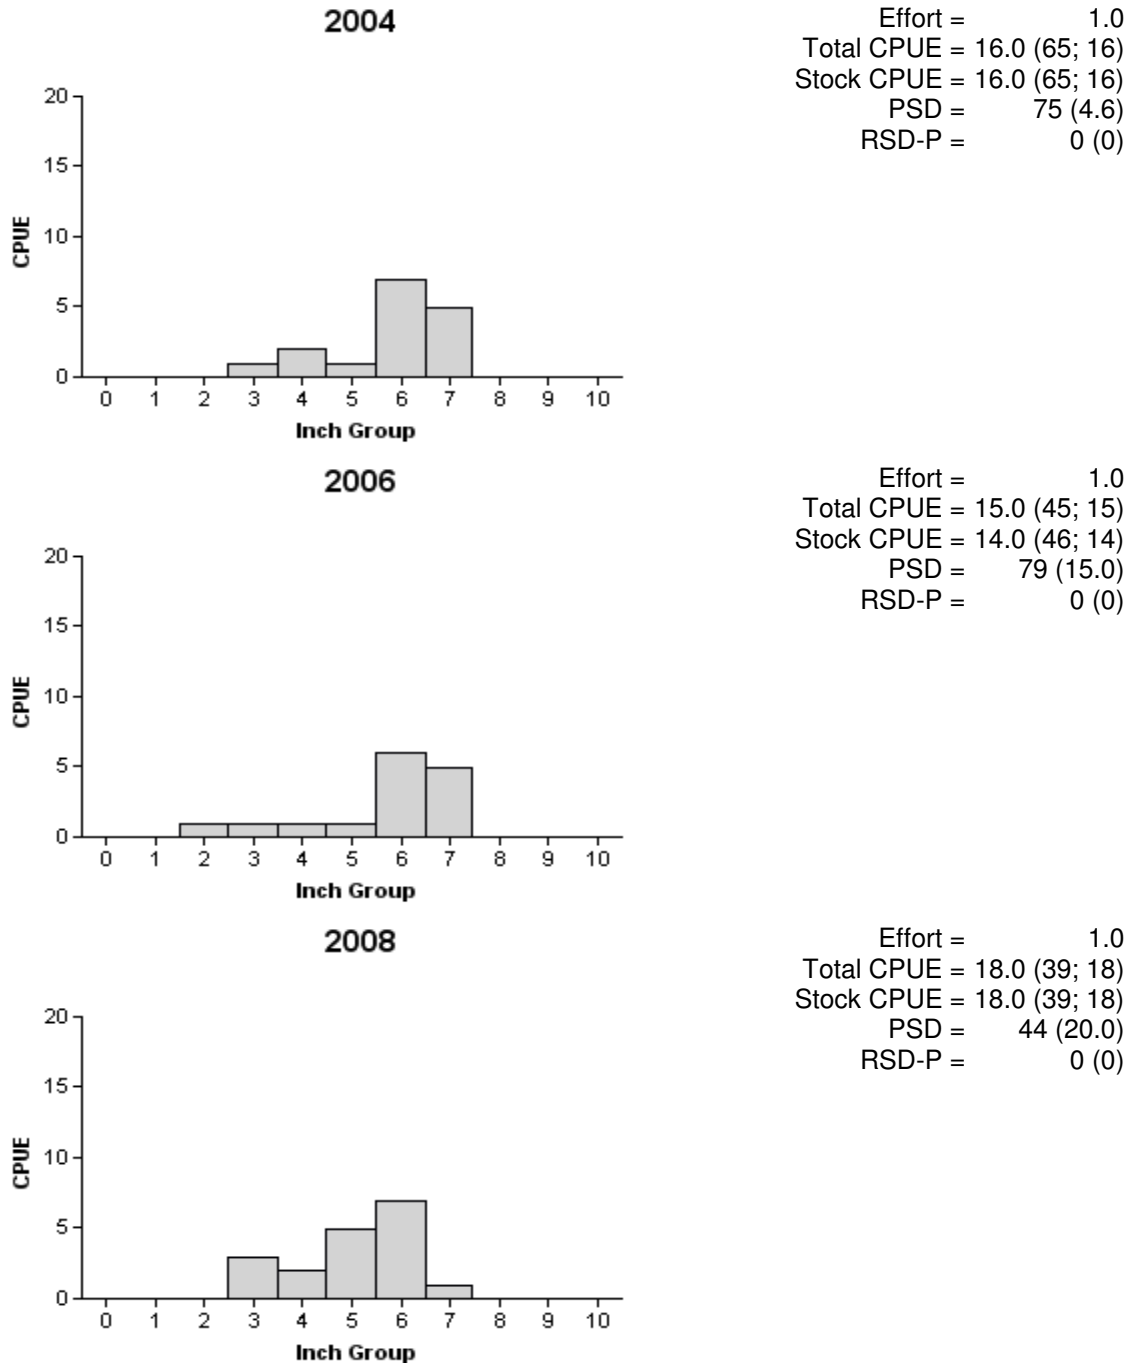 2004
Effort = 1.0
Total CPUE = 16.0 (65; 16)
Stock CPUE = 16.0 (65; 16)
PSD = 75 (4.6)
RSD-P = 0 (0)
20
15
10
5
0
CPUE
0 1 2 3 4 5 6 7 8 9 10
Inch Group
2006
Effort = 1.0
Total CPUE = 15.0 (45; 15)
Stock CPUE = 14.0 (46; 14)
PSD = 79 (15.0)
RSD-P = 0 (0)
20
15
10
5
0
CPUE
0 1 2 3 4 5 6 7 8 9 10
Inch Group
2008
Effort = 1.0
Total CPUE = 18.0 (39; 18)
Stock CPUE = 18.0 (39; 18)
PSD = 44 (20.0)
RSD-P = 0 (0)
20
15
10
5
0
CPUE
0 1 2 3 4 5 6 7 8 9 10
Inch Group